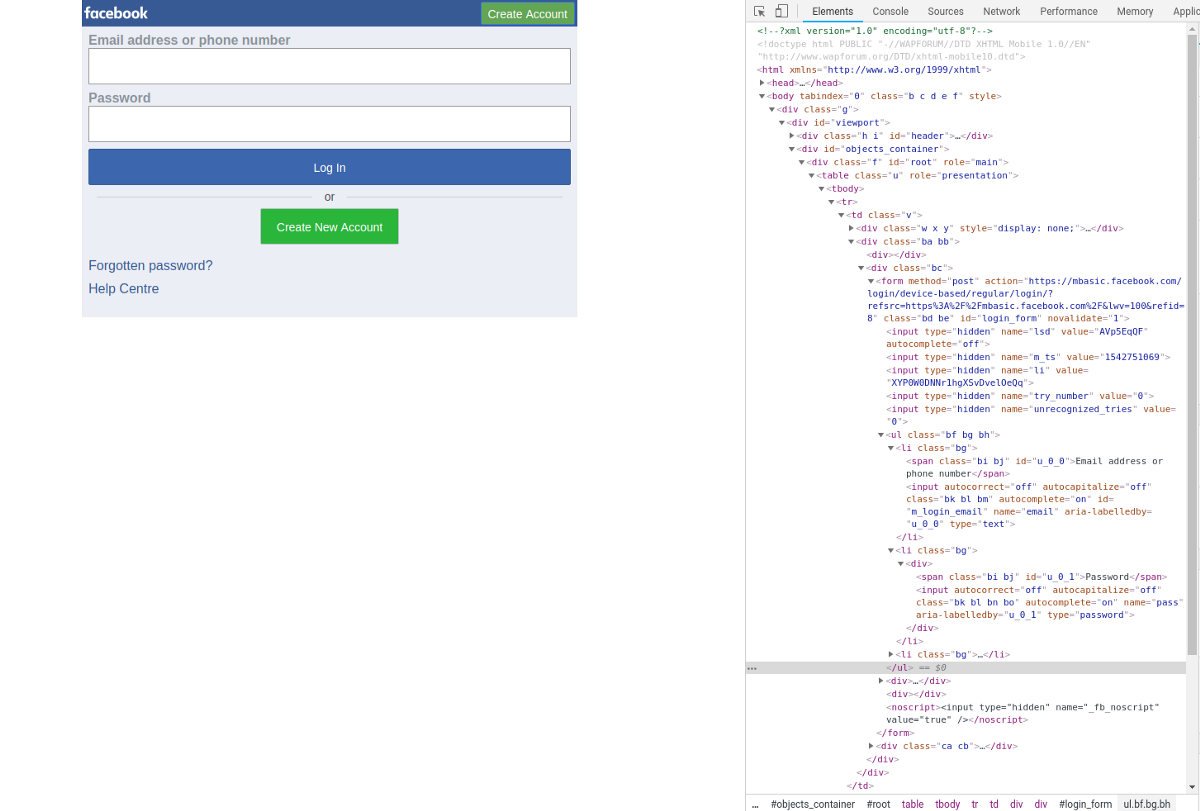 facebook
Create Account
Email address or phone number
Password
Log In
or
Create New Account
Forgotten password?
Help Centre
Elements Console Sources Network Performance Memory Applic
<!--?xml version="1.0" encoding="utf-8"?-->
<!doctype html PUBLIC "-//WAPFORUM//DTD XHTML Mobile 1.0//EN"
"http://www.wapforum.org/DTD/xhtml-mobile10.dtd">
<html xmlns="http://www.w3.org/1999/xhtml">
<head>…</head>
<body tabindex="0" class="b c d e f" style>
<div class="g">
<div id="viewport">
<div class="h i" id="header">…</div>
<div id="objects_container">
<div class="f" id="root" role="main">
<table class="u" role="presentation">
<tbody>
<tr>
<td class="v">
<div class="w x y" style="display: none;">…</div>
<div class="ba bb">
<div></div>
<div class="bc">
<form method="post" action="https://mbasic.facebook.com/
login/device-based/regular/login/?
refsrc=https%3A%2F%2Fmbasic.facebook.com%2F&lwv=100&refid=
8" class="bd be" id="login_form" novalidate="1">
<input type="hidden" name="lsd" value="AVp5EqQF"
autocomplete="off">
<input type="hidden" name="m_ts" value="1542751069">
<input type="hidden" name="li" value=
"XYP0W0DNNr1hgXSvDvelOeQq">
<input type="hidden" name="try_number" value="0">
<input type="hidden" name="unrecognized_tries" value=
"0">
<ul class="bf bg bh">
<li class="bg">
<span class="bi bj" id="u_0_0">Email address or
phone number</span>
<input autocorrect="off" autocapitalize="off"
class="bk bl bm" autocomplete="on" id=
"m_login_email" name="email" aria-labelledby=
"u_0_0" type="text">
</li>
<li class="bg">
<div>
<span class="bi bj" id="u_0_1">Password</span>
<input autocorrect="off" autocapitalize="off"
class="bk bl bn bo" autocomplete="on" name="pass"
aria-labelledby="u_0_1" type="password">
</div>
</li>
<li class="bg">…</li>
</ul> == $0
<div>…</div>
<div></div>
<noscript><input type="hidden" name="_fb_noscript"
value="true" /></noscript>
</form>
<div class="ca cb">…</div>
</div>
</div>
</td>
… #objects_container #root table tbody tr td div div #login_form ul.bf.bg.bh